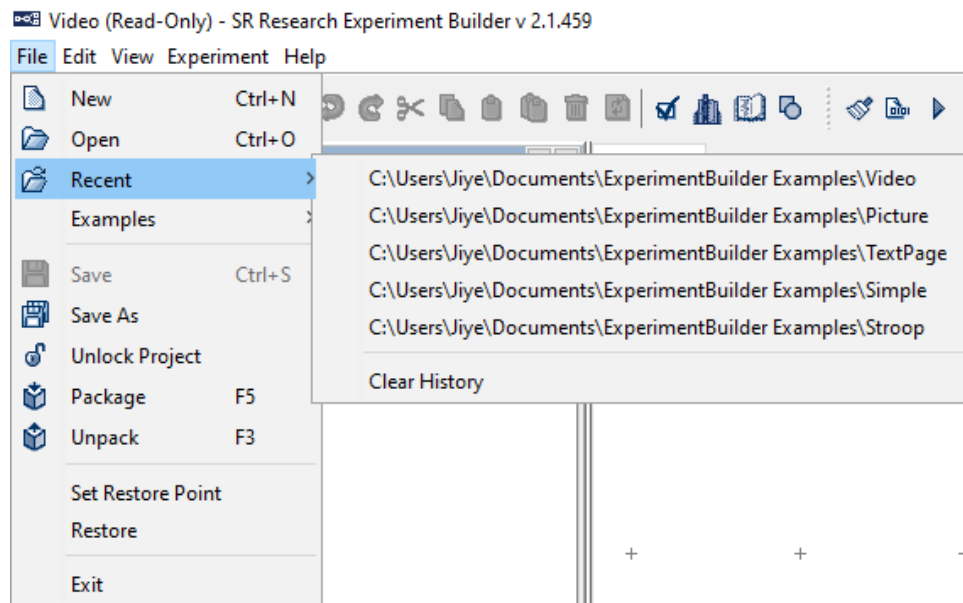 Video (Read-Only) - SR Research Experiment Builder v 2.1.459
File Edit View Experiment Help
New Ctrl+N
Open Ctrl+O
Recent
Examples
Save Ctrl+S
Save As
Unlock Project
Package F5
Unpack F3
Set Restore Point
Restore
Exit
C:\Users\Jiye\Documents\ExperimentBuilder Examples\Video
C:\Users\Jiye\Documents\ExperimentBuilder Examples\Picture
C:\Users\Jiye\Documents\ExperimentBuilder Examples\TextPage
C:\Users\Jiye\Documents\ExperimentBuilder Examples\Simple
C:\Users\Jiye\Documents\ExperimentBuilder Examples\Stroop
Clear History